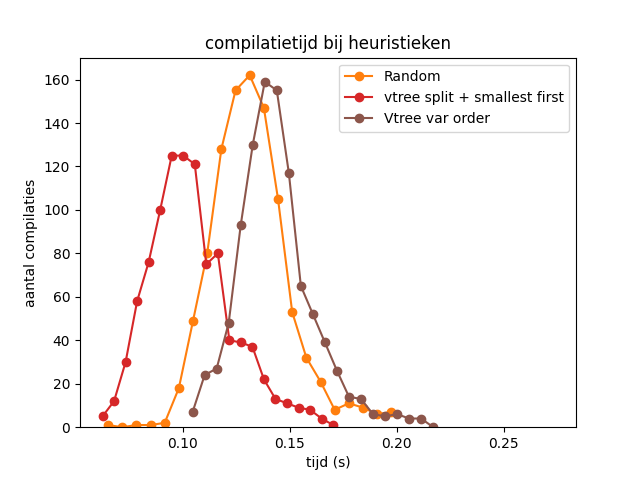 compilatietijd bij heuristieken
Random
vtree split + smallest first
Vtree var order
aantal compilaties
160
140
120
100
80
60
40
20
0
0.10
0.15
0.20
0.25
tijd (s)